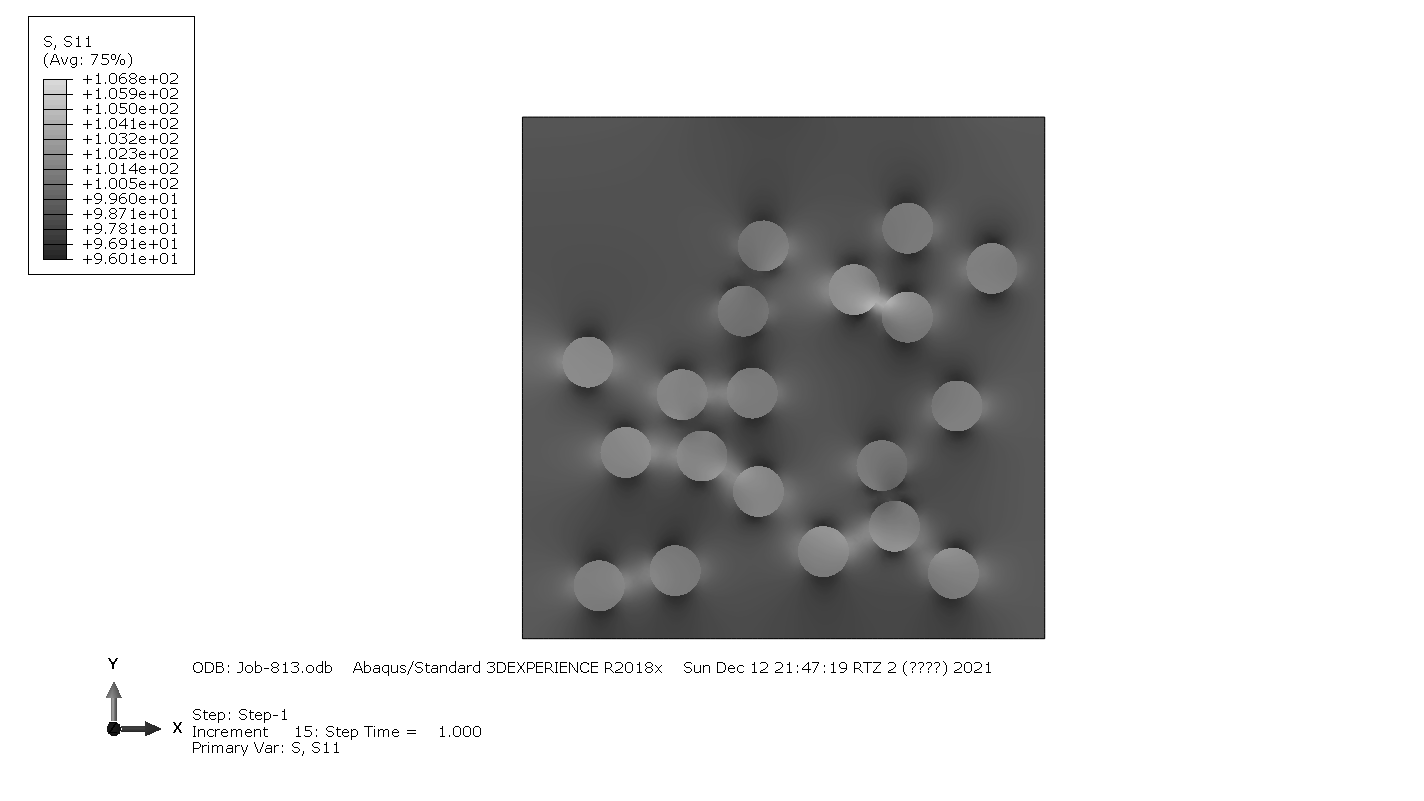 S, S11
(Avg: 75%)
+1.068e+02
+1.059e+02
+1.050e+02
+1.041e+02
+1.032e+02
+1.023e+02
+1.014e+02
+1.005e+02
+9.960e+01
+9.871e+01
+9.781e+01
+9.691e+01
+9.601e+01
Y
X
ODB: Job-813.odb    Abaqus/Standard 3DEXPERIENCE R2018x    Sun Dec 12 21:47:19 RTZ 2 (????) 2021
Step: Step-1
Increment    15: Step Time =    1.000
Primary Var: S, S11